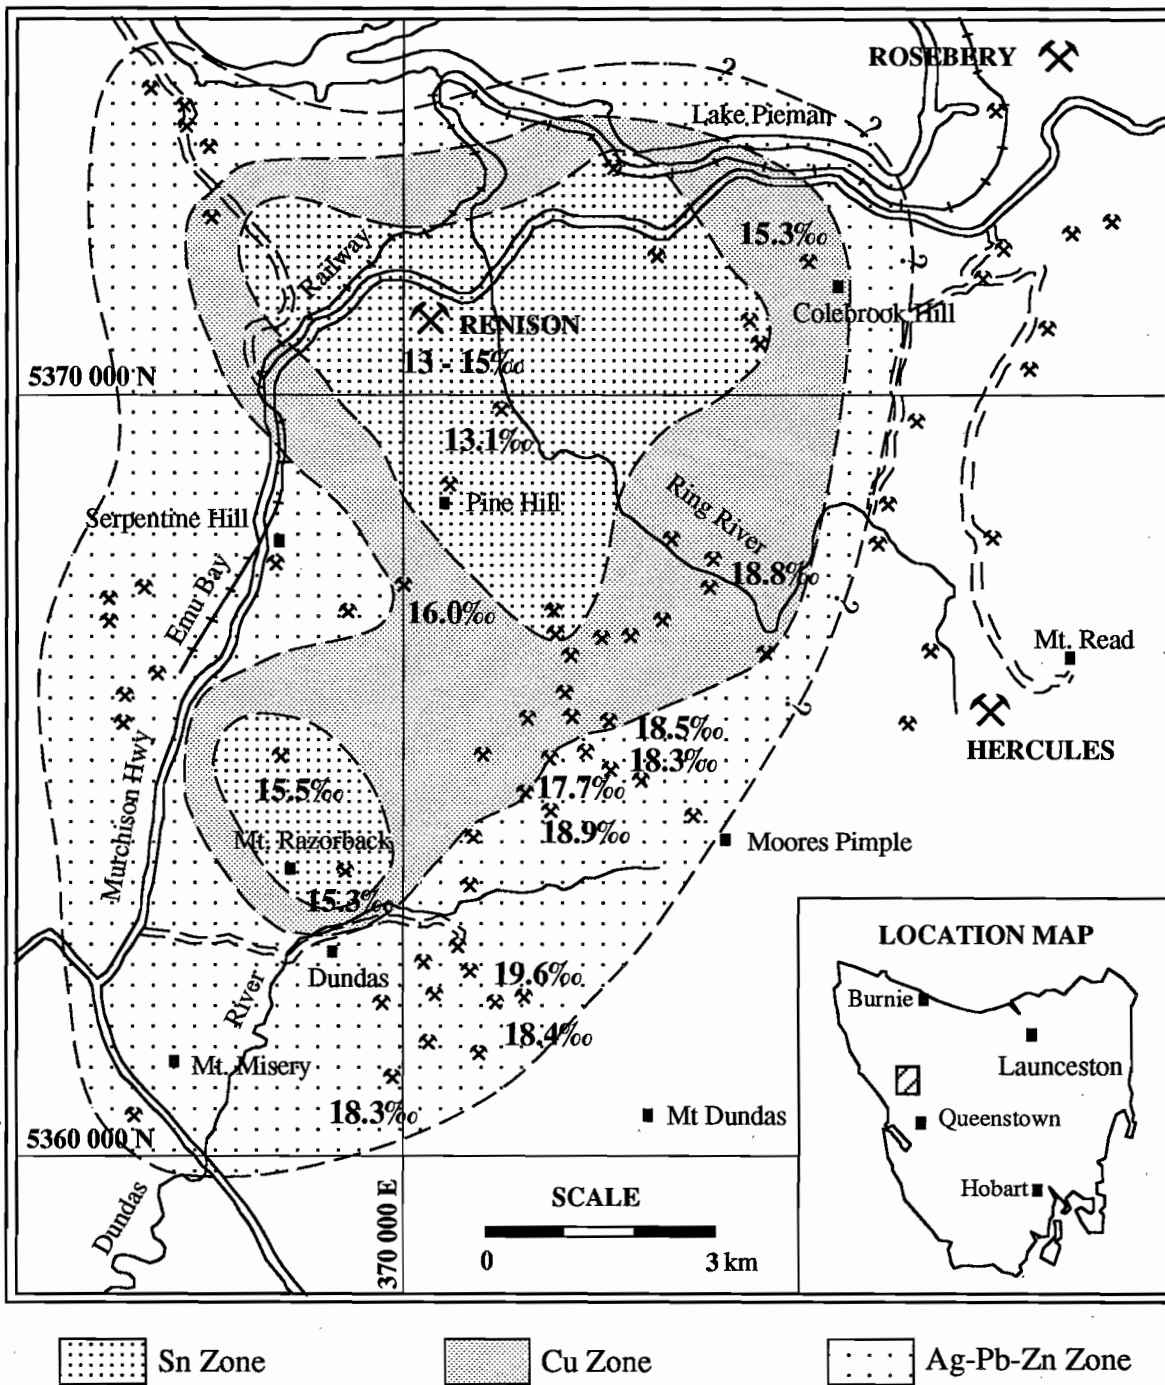 ROSEBERY
?
Lake Pieman
?
15.3‰
?
Railway
Colebrook Hill
RENISON
13 - 15‰
5370 000 N
13.1‰
Pine Hill
Ring River
Serpentine Hill
18.8‰
Emu Bay
16.0‰
?
Mt. Read
?
18.5‰
HERCULES
18.3‰
15.5‰
17.7‰
Murchison Hwy
18.9‰
Mt. Razorback
Moores Pimple
15.3‰
LOCATION MAP
Dundas
19.6‰
Burnie
River
18.4‰
Launceston
Mt. Misery
18.3‰
Mt Dundas
Queenstown
5360 000 N
Hobart
SCALE
370 000 E
Dundas
0 3 km
Sn Zone
Cu Zone
Ag-Pb-Zn Zone